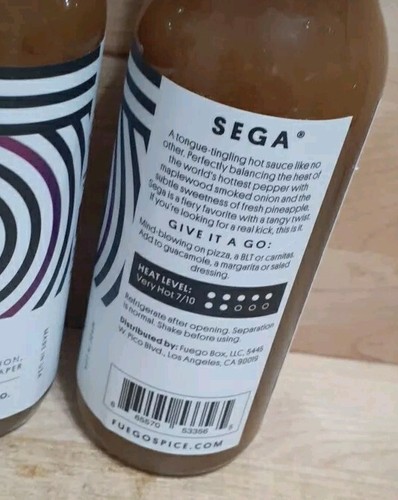 SEGA®
A tongue-tingling hot sauce like no
other. Perfectly balancing the heat of
the world's hottest pepper with
maplewood smoked onion and the
subtle sweetness of fresh pineapple,
Sega is a fiery favorite with a tangy twist.
If you're looking for a real kick, this is it.
GIVE IT A GO:
Mind-blowing on pizza, a BLT or carnitas.
Add to guacamole, a margarita or salad
dressing.
HEAT LEVEL:
Very Hot 7/10
Refrigerate after opening. Separation
is normal. Shake before using.
Distributed by: Fuego Box, LLC, 5445
W. Pico Blvd., Los Angeles, CA 90019
53356
FUEGOSPICE.COM